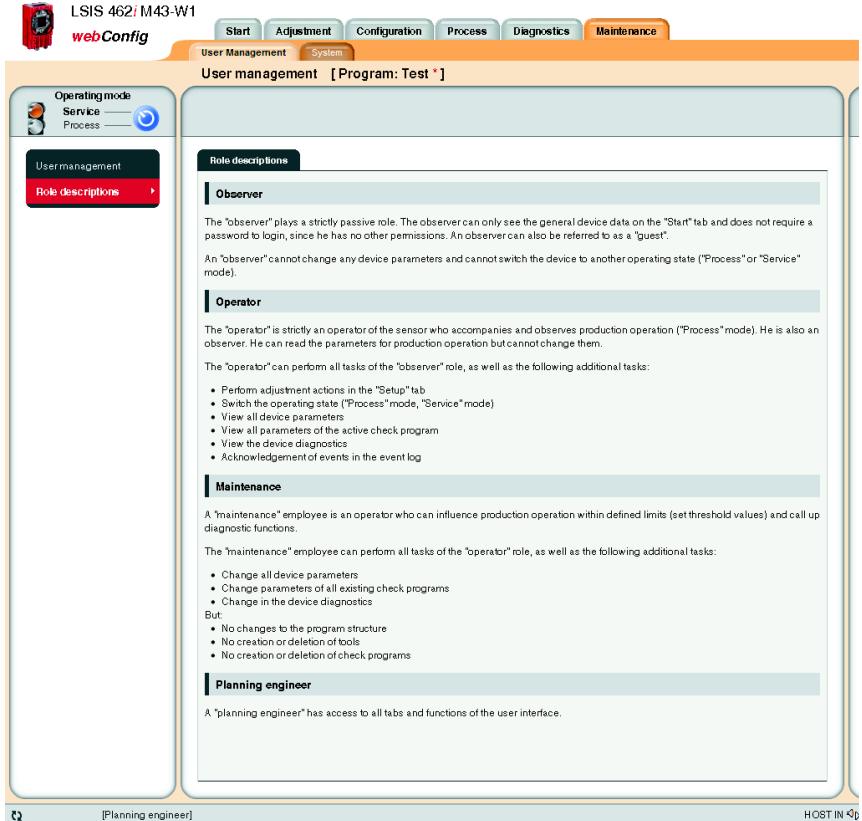 LSIS 462i M43-W1
webConfig
Start Adjustment Configuration Process Diagnostics Maintenance
User Management System
User management [Program: Test *]
Operating mode
Service
Process
User management
Role descriptions
Role descriptions
Observer
The "observer" plays a strictly passive role. The observer can only see the general device data on the "Start" tab and does not require a
password to login, since he has no other permissions. An observer can also be referred to as a "guest".
An "observer" cannot change any device parameters and cannot switch the device to another operating state ("Process" or "Service"
mode).
Operator
The "operator" is strictly an operator of the sensor who accompanies and observes production operation ("Process" mode). He is also an
observer. He can read the parameters for production operation but cannot change them.
The "operator" can perform all tasks of the "observer" role, as well as the following additional tasks:
• Perform adjustment actions in the "Setup" tab
• Switch the operating state ("Process" mode, "Service" mode)
• View all device parameters
• View all parameters of the active check program
• View the device diagnostics
• Acknowledgement of events in the event log
Maintenance
A "maintenance" employee is an operator who can influence production operation within defined limits (set threshold values) and call up
diagnostic functions.
The "maintenance" employee can perform all tasks of the "operator" role, as well as the following additional tasks:
• Change all device parameters
• Change parameters of all existing check programs
• Change in the device diagnostics
But:
• No changes to the program structure
• No creation or deletion of tools
• No creation or deletion of check programs
Planning engineer
A "planning engineer" has access to all tabs and functions of the user interface.
[Planning engineer]
HOST IN